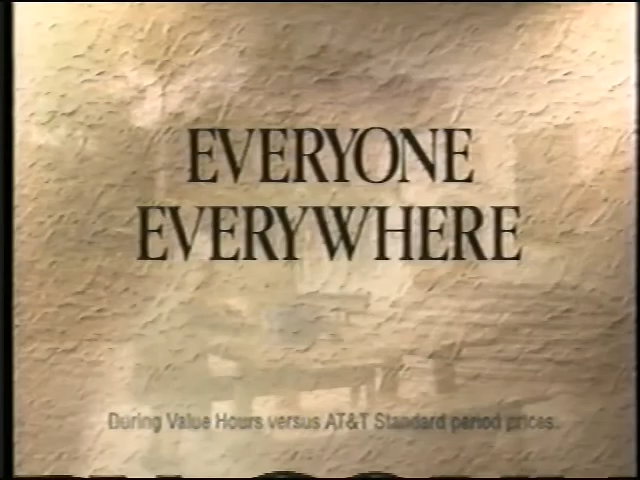 EVERYONE
EVERYWHERE
During Value Hours versus AT&T Standard period prices.